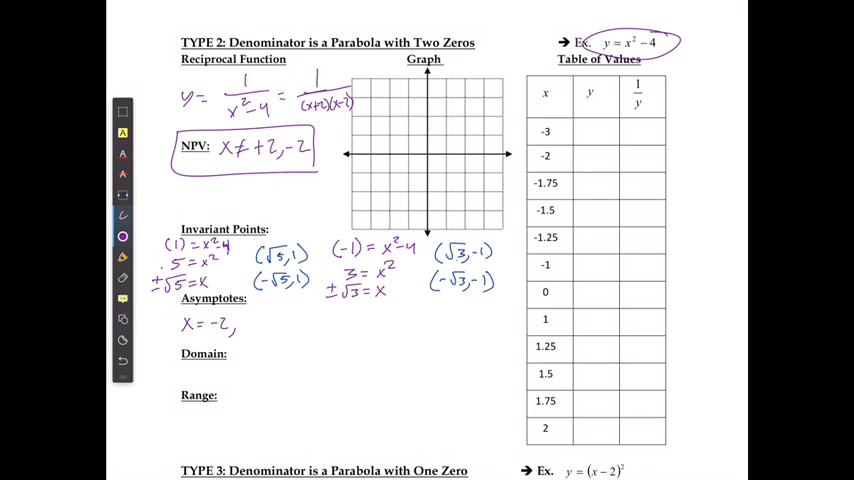 TYPE 2: Denominator is a Parabola with Two Zeros
➔ Ex. y = x² − 4
Reciprocal Function
Graph
Table of Values
y = 1/(x²−4) = 1/((x+2)(x−2))
NPV: x ≠ +2, −2
Invariant Points:
(1) = x²−4
5 = x²
±√5 = x
(√5, 1)
(−√5, 1)
(−1) = x²−4
3 = x²
±√3 = x
(√3, −1)
(−√3, −1)
Asymptotes:
x = −2,
Domain:
Range:
x y 1/y
-3
-2
-1.75
-1.5
-1.25
-1
0
1
1.25
1.5
1.75
2
TYPE 3: Denominator is a Parabola with One Zero
➔ Ex. y = (x − 2)²